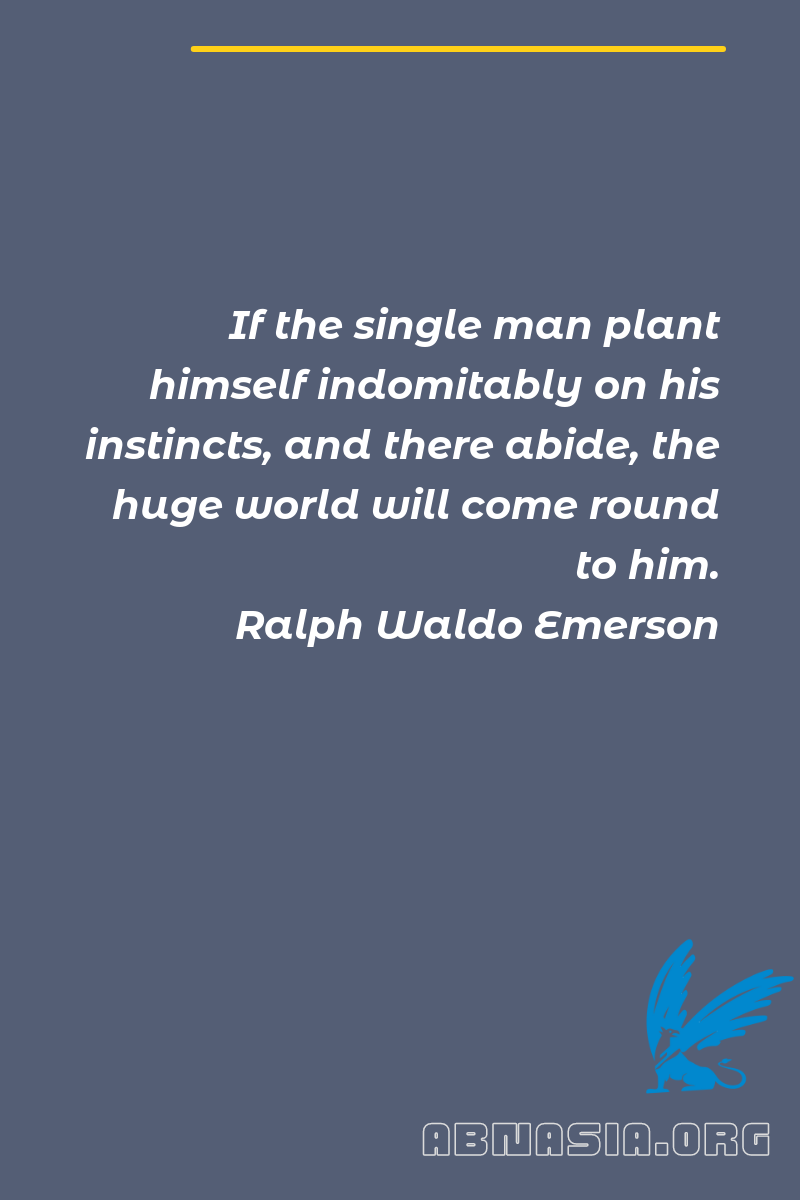 If the single man plant
himself indomitably on his
instincts, and there abide, the
huge world will come round
to him.
Ralph Waldo Emerson
ABNASIA.ORG